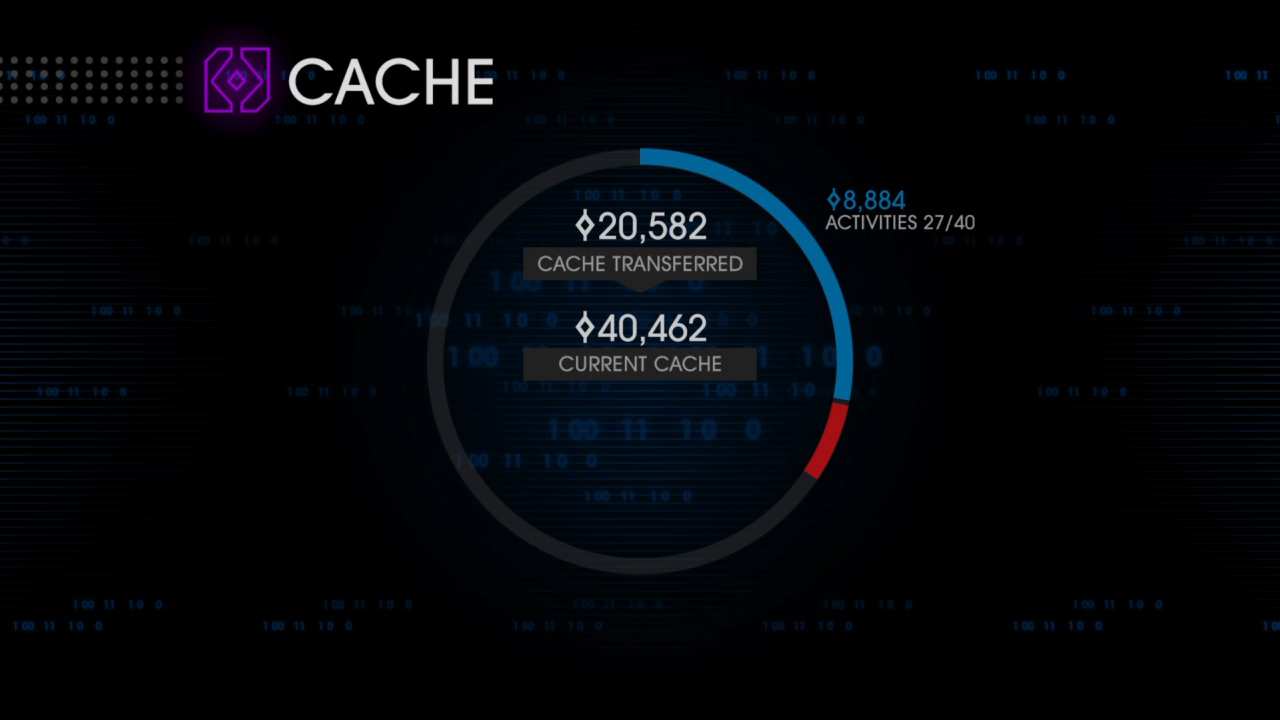 CACHE
20,582
CACHE TRANSFERRED
40,462
CURRENT CACHE
8,884
ACTIVITIES 27/40